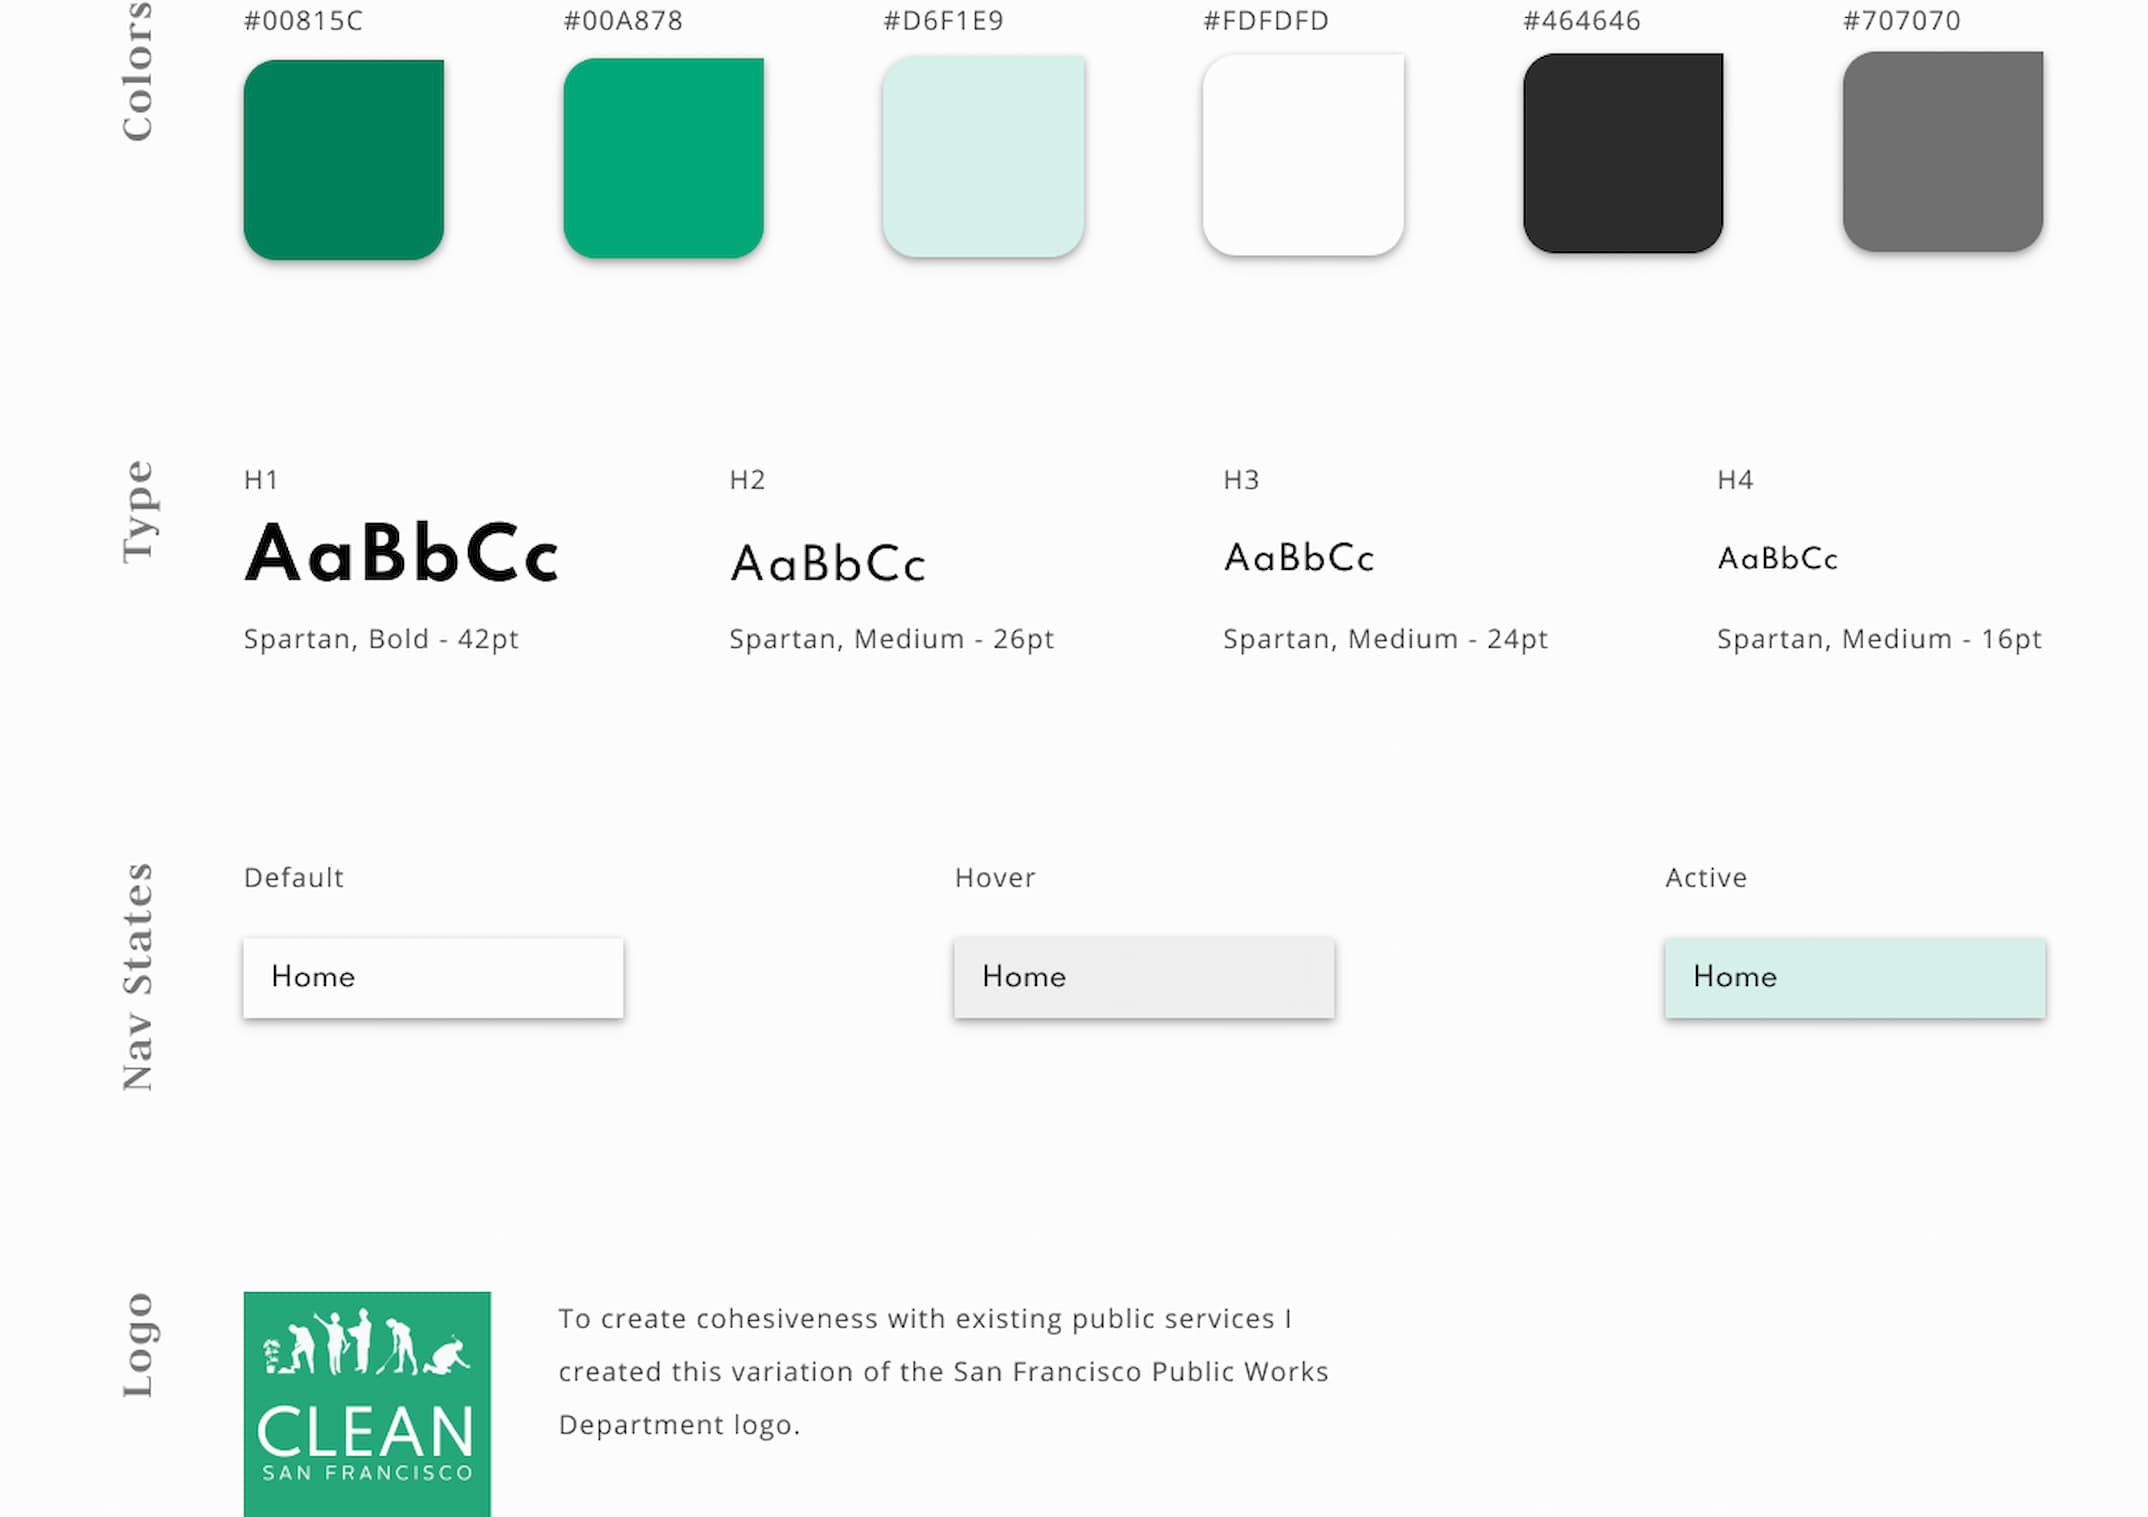 Colors
#00815C
#00A878
#D6F1E9
#FDFDFD
#464646
#707070
Type
H1
AaBbCc
Spartan, Bold - 42pt
H2
AaBbCc
Spartan, Medium - 26pt
H3
AaBbCc
Spartan, Medium - 24pt
H4
AaBbCc
Spartan, Medium - 16pt
Nav States
Default
Home
Hover
Home
Active
Home
Logo
CLEAN
SAN FRANCISCO
To create cohesiveness with existing public services I
created this variation of the San Francisco Public Works
Department logo.